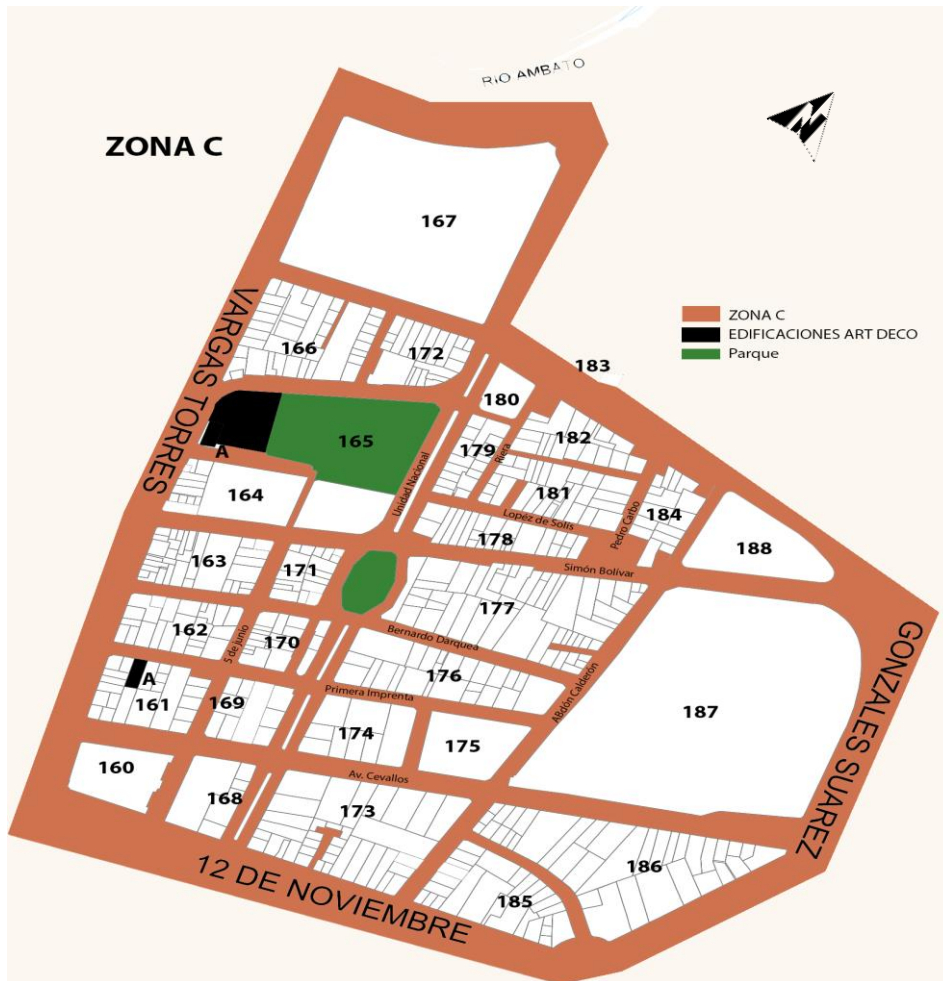 RIO AMBATO
ZONA C
167
ZONA C
EDIFICACIONES ART DECO
Parque
VARGAS TORRES
166
172
183
180
165
179
Riera
182
A
Unidad Nacional
164
181
Lopéz de Solís
Pedro Carbo
184
178
188
163
171
Simón Bolívar
177
162
5 de junio
170
Bernardo Darquea
176
A
161
169
Primera Imprenta
ABdón Calderón
187
GONZALES SUAREZ
174
175
160
Av. Cevallos
168
173
12 DE NOVIEMBRE
185
186